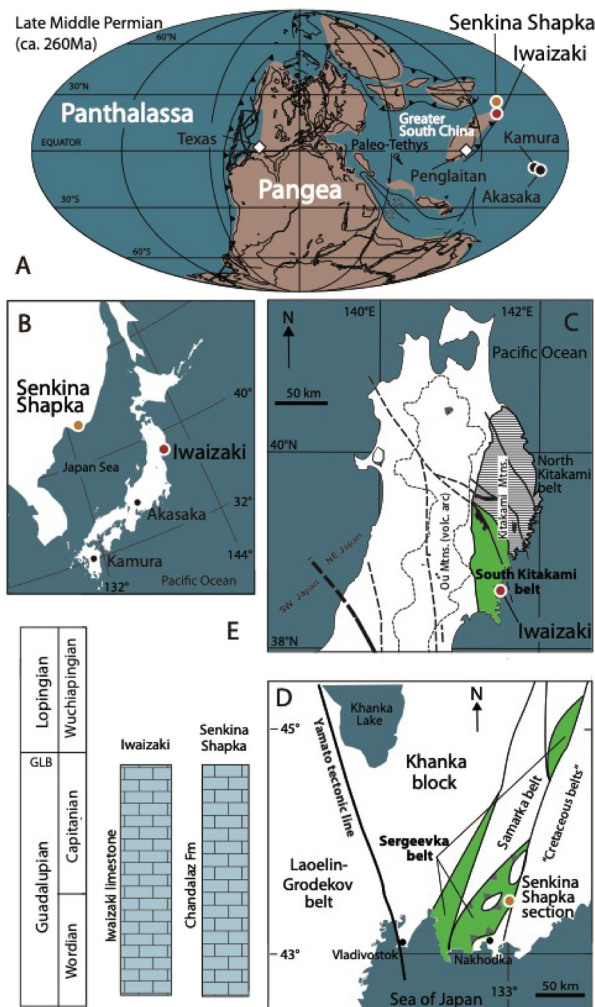 Late Middle Permian
(ca. 260Ma)
60°N
Senkina
Shapka
Iwaizaki
30°N
Panthalassa
Greater
South China
Texas
EQUATOR
Paleo-Tethys
Kamura
Penglaitan
Pangea
Akasaka
30°S
60°S
A
B
Senkina
Shapka
40°
Japan Sea
Iwaizaki
32°
Akasaka
144°
Kamura
132°
Pacific Ocean
140°E
142°E
N
C
Pacific Ocean
50 km
40°N
North
Kitakami
belt
Kitakami Mtns.
Ou Mtns. (volc. arc)
SW Japan
NE Japan
South Kitakami
belt
Iwaizaki
38°N
E
Lopingian
Wuchiapingian
GLB
Guadalupian
Capitanian
Wordian
Iwaizaki
Iwaizaki limestone
Senkina
Shapka
Chandalaz Fm
D
Khanka
Lake
N
45°
Yamato tectonic line
Khanka
block
Samarka belt
"Cretaceous belts"
Sergeevka
belt
Laoelin-
Grodekov
belt
Senkina
Shapka
section
Vladivostok
Nakhodka
43°
133°
50 km
Sea of Japan